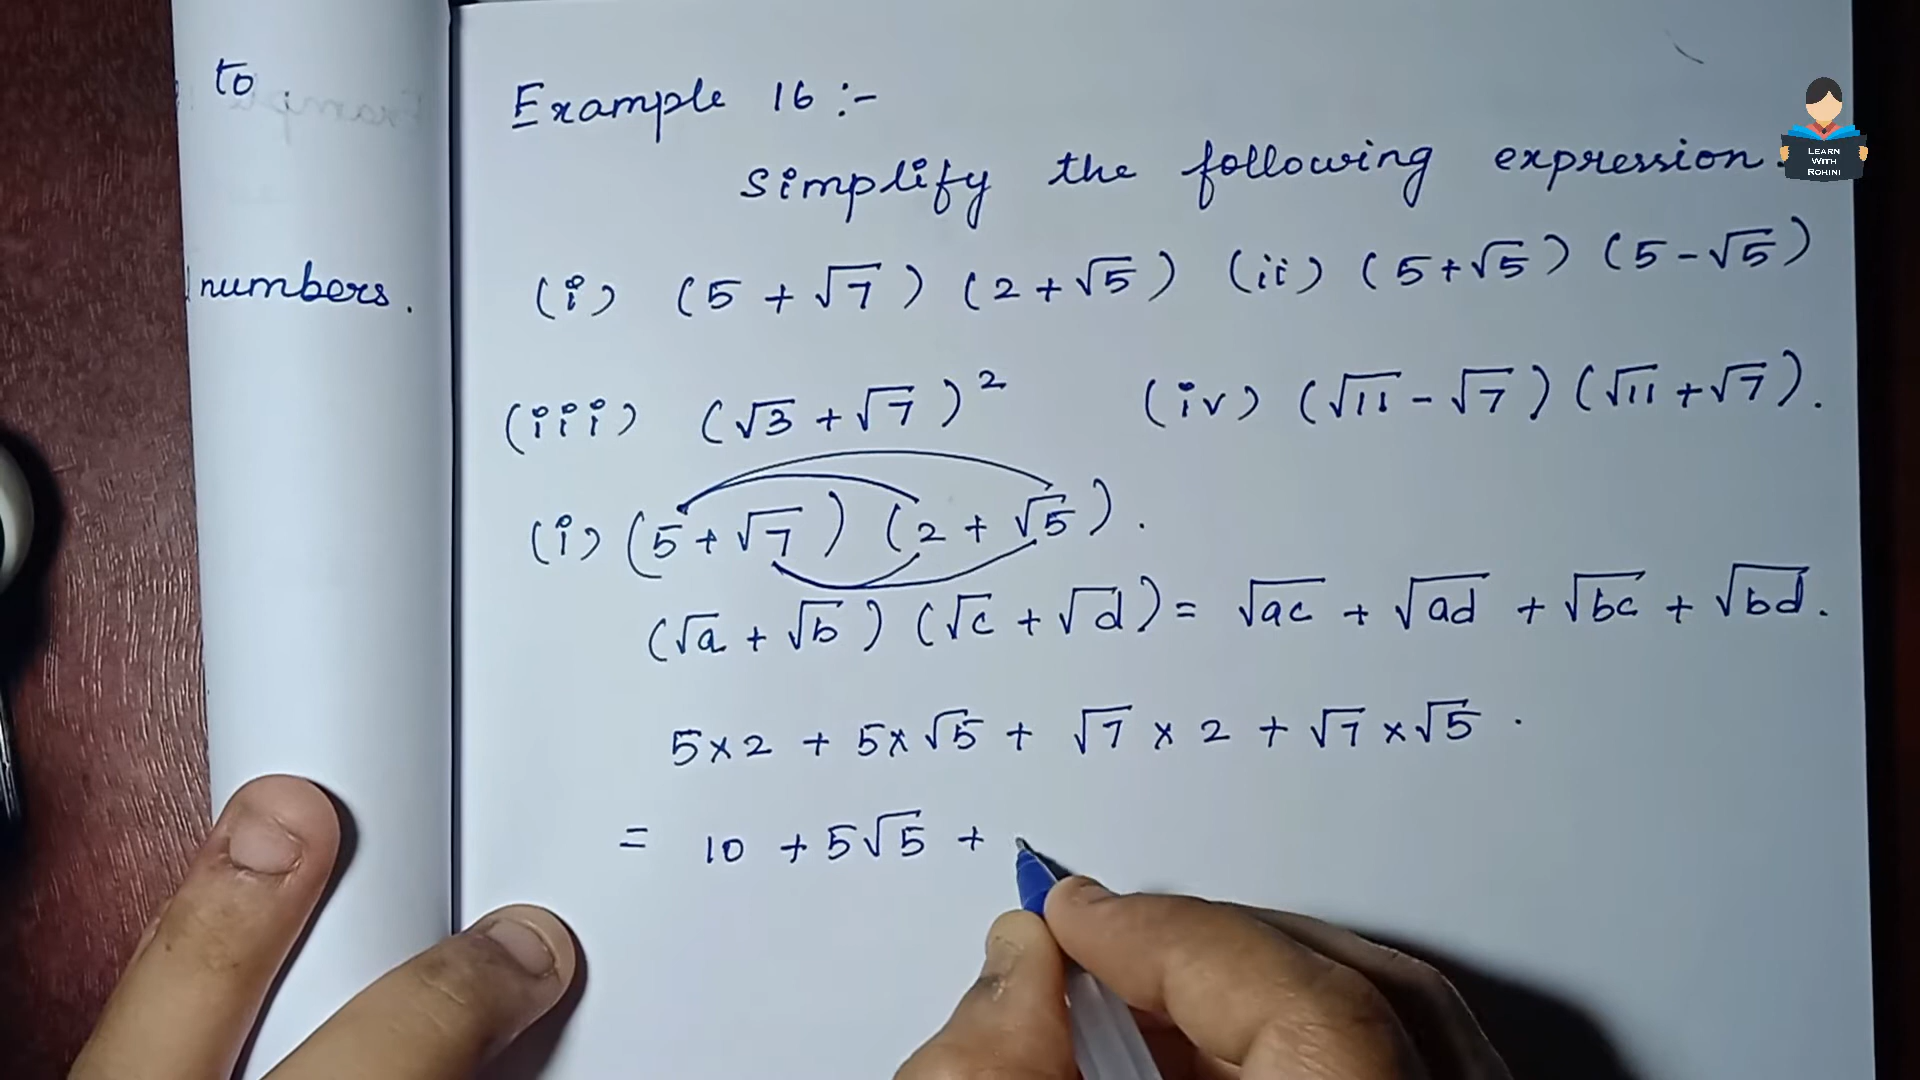 to
numbers.
Example 16 :-
Simplify the following expression.
(i) (5 + √7) (2 + √5) (ii) (5 + √5) (5 - √5)
(iii) (√3 + √7)² (iv) (√11 - √7) (√11 + √7).
(i) (5 + √7) (2 + √5).
(√a + √b) (√c + √d) = √ac + √ad + √bc + √bd.
5 × 2 + 5 × √5 + √7 × 2 + √7 × √5.
= 10 + 5√5 +
LEARN
WITH
ROHINI